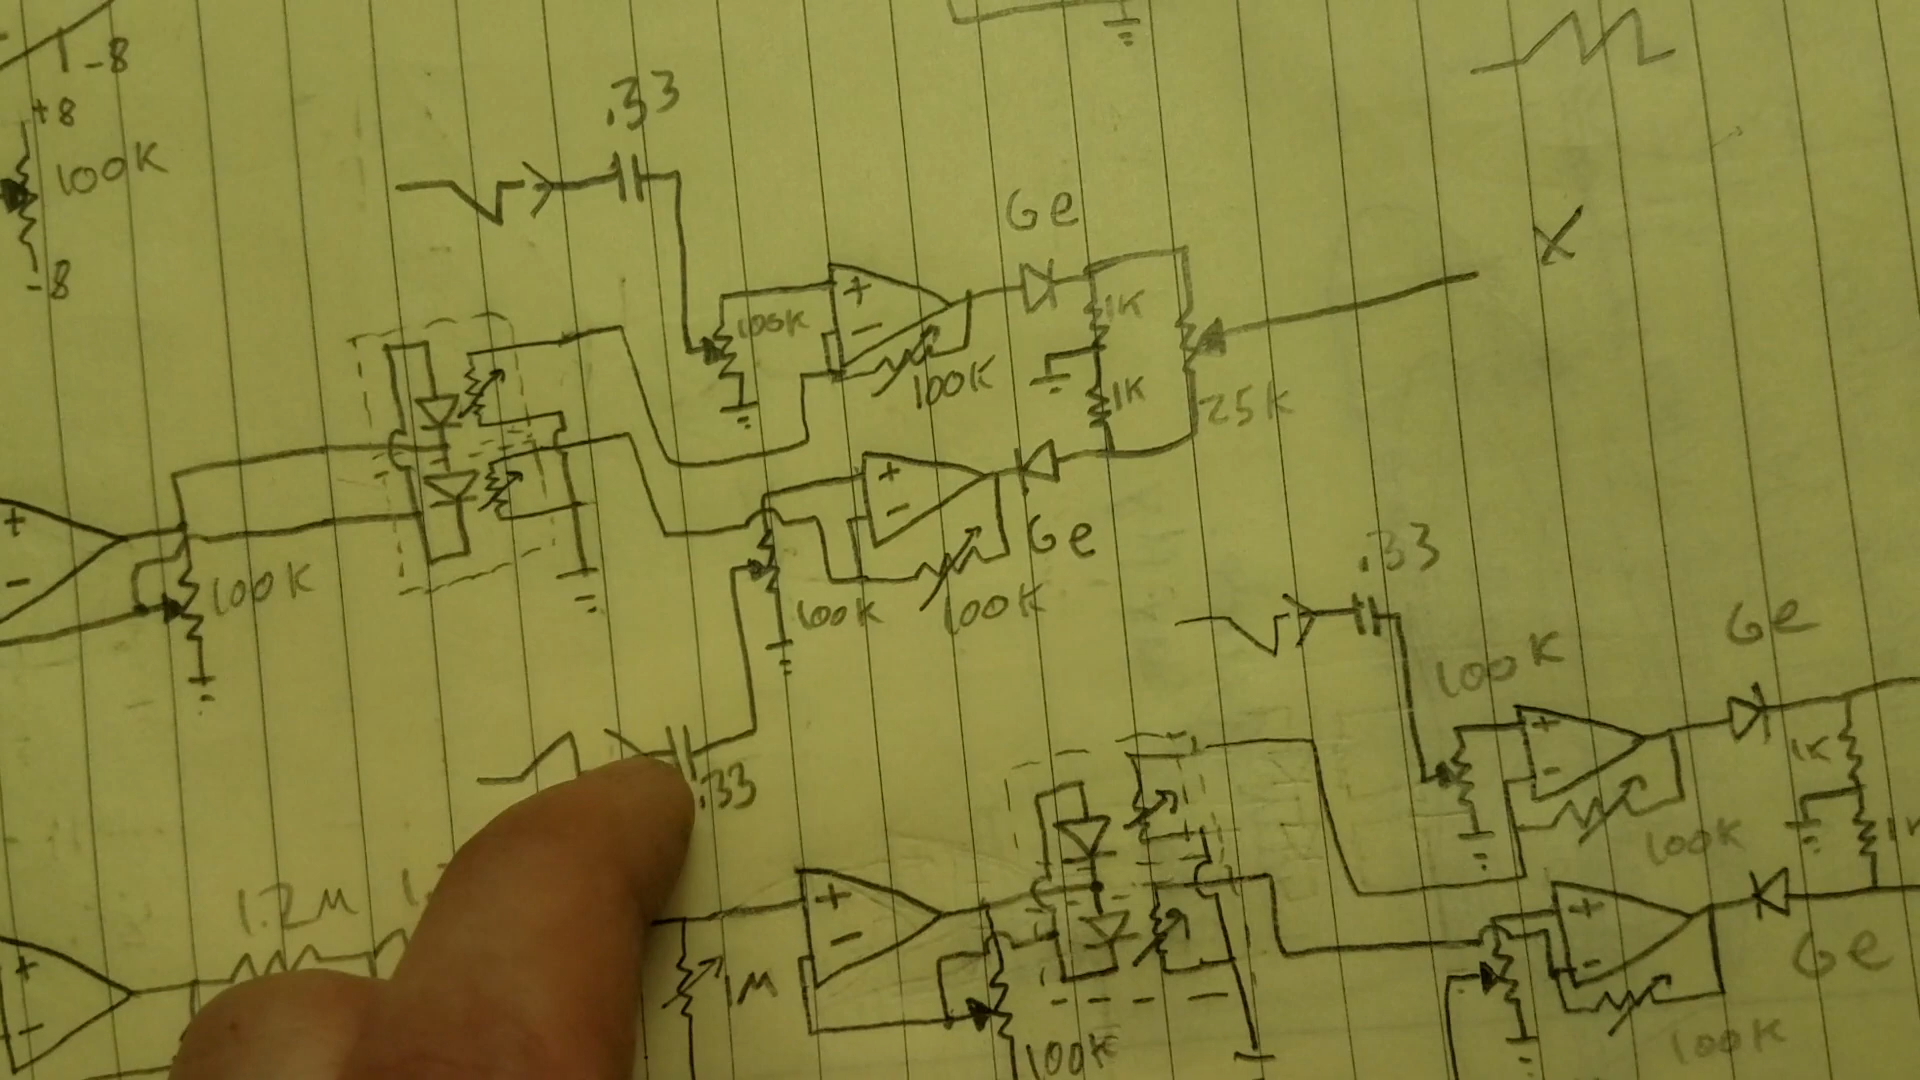 -8
+8
.33
100K
Ge
-8
+
100K
-
1K
X
100K
1K
25K
+
-
+
-
Ge
.33
100K
100K
100K
Ge
100K
.33
+
-
1K
1.2M
100K
1K
+
-
+
-
Ge
+
-
1M
100K
100K